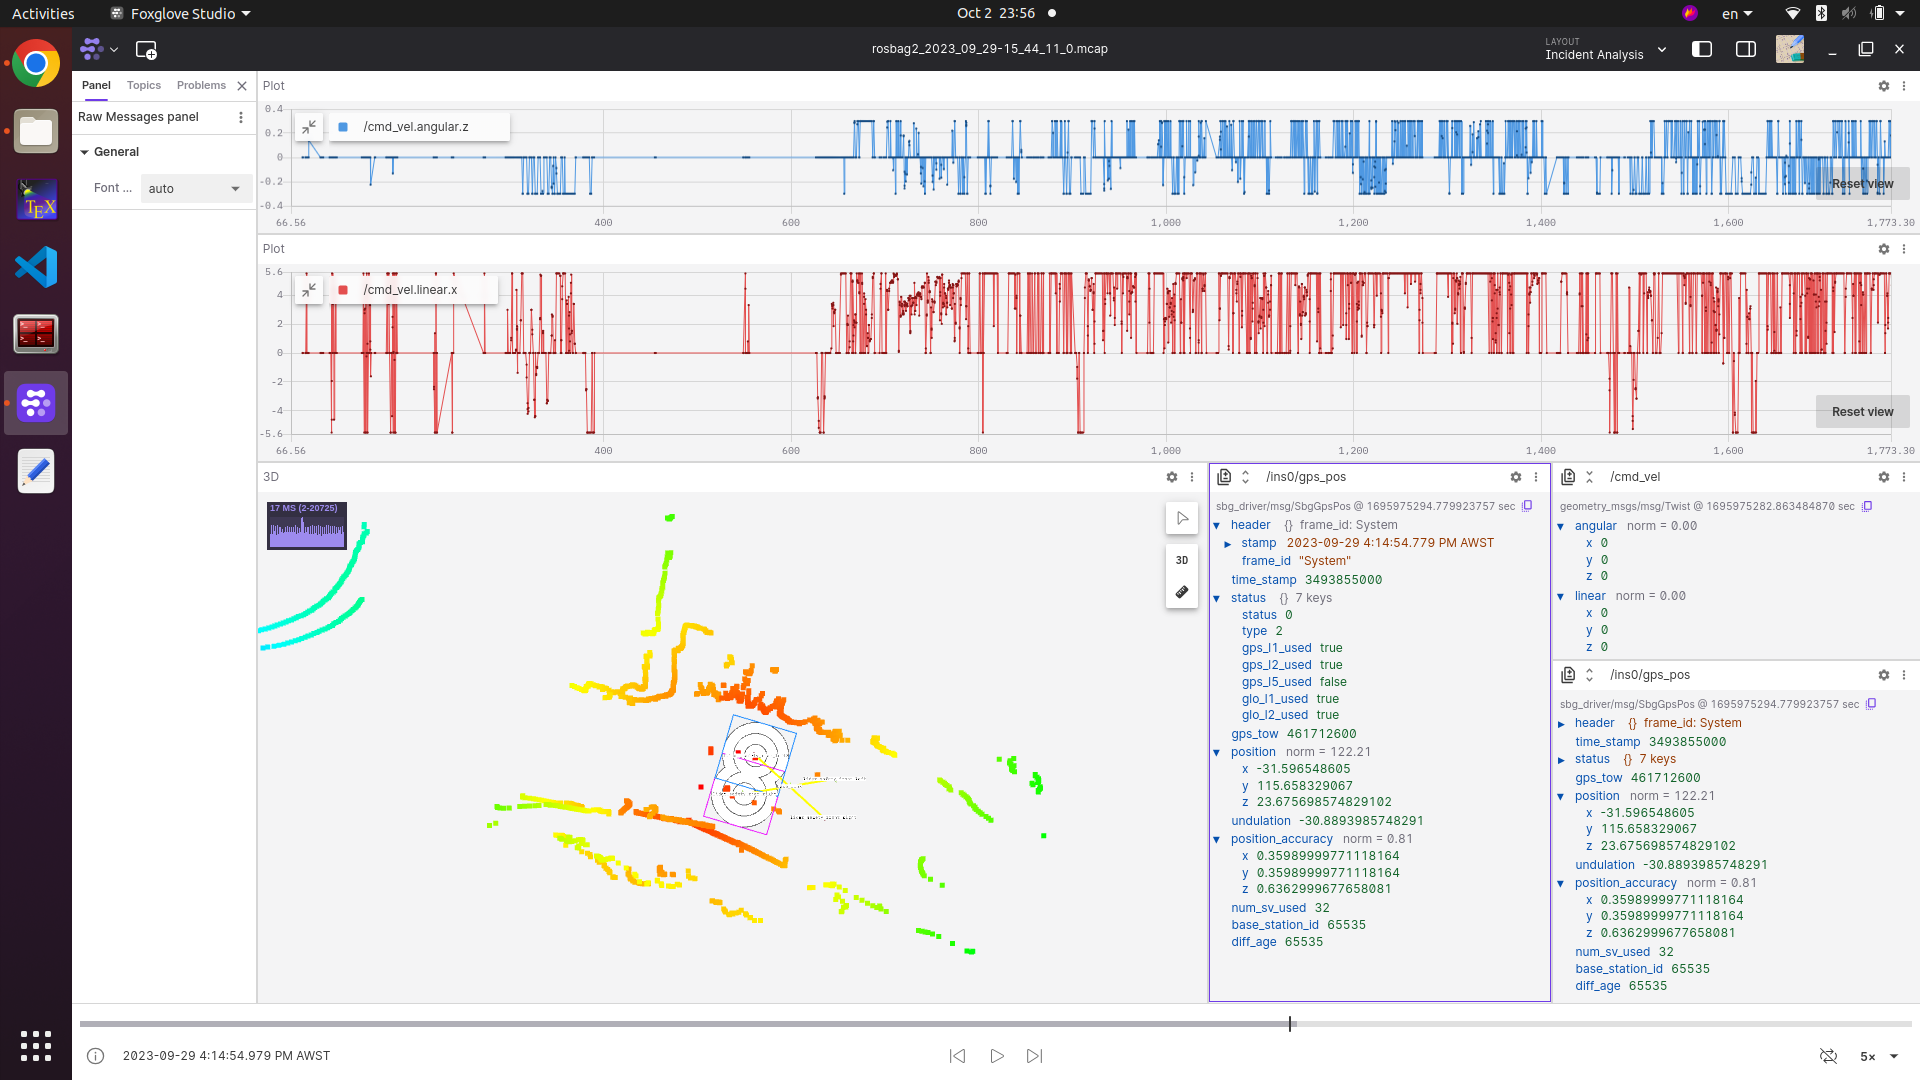 Activities
Foxglove Studio
Oct 2 23:56
en
rosbag2_2023_09_29-15_44_11_0.mcap
LAYOUT
Incident Analysis
Panel Topics Problems
Raw Messages panel
General
Font ... auto
Plot
/cmd_vel.angular.z
0.4
0.2
0
-0.2
-0.4
66.56 400 600 800 1,000 1,200 1,400 1,600 1,773.30
Reset view
Plot
/cmd_vel.linear.x
5.6
4
2
0
-2
-4
-5.6
66.56 400 600 800 1,000 1,200 1,400 1,600 1,773.30
Reset view
3D
17 MS (2-20725)
3D
/ins0/gps_pos
sbg_driver/msg/SbgGpsPos @ 1695975294.779923757 sec
header {} frame_id: System
stamp 2023-09-29 4:14:54.779 PM AWST
frame_id "System"
time_stamp 3493855000
status {} 7 keys
status 0
type 2
gps_l1_used true
gps_l2_used true
gps_l5_used false
glo_l1_used true
glo_l2_used true
gps_tow 461712600
position norm = 122.21
x -31.596548605
y 115.658329067
z 23.675698574829102
undulation -30.8893985748291
position_accuracy norm = 0.81
x 0.35989999771118164
y 0.35989999771118164
z 0.6362999677658081
num_sv_used 32
base_station_id 65535
diff_age 65535
/cmd_vel
geometry_msgs/msg/Twist @ 1695975282.863484870 sec
angular norm = 0.00
x 0
y 0
z 0
linear norm = 0.00
x 0
y 0
z 0
/ins0/gps_pos
sbg_driver/msg/SbgGpsPos @ 1695975294.779923757 sec
header {} frame_id: System
time_stamp 3493855000
status {} 7 keys
gps_tow 461712600
position norm = 122.21
x -31.596548605
y 115.658329067
z 23.675698574829102
undulation -30.8893985748291
position_accuracy norm = 0.81
x 0.35989999771118164
y 0.35989999771118164
z 0.6362999677658081
num_sv_used 32
base_station_id 65535
diff_age 65535
2023-09-29 4:14:54.979 PM AWST
5×